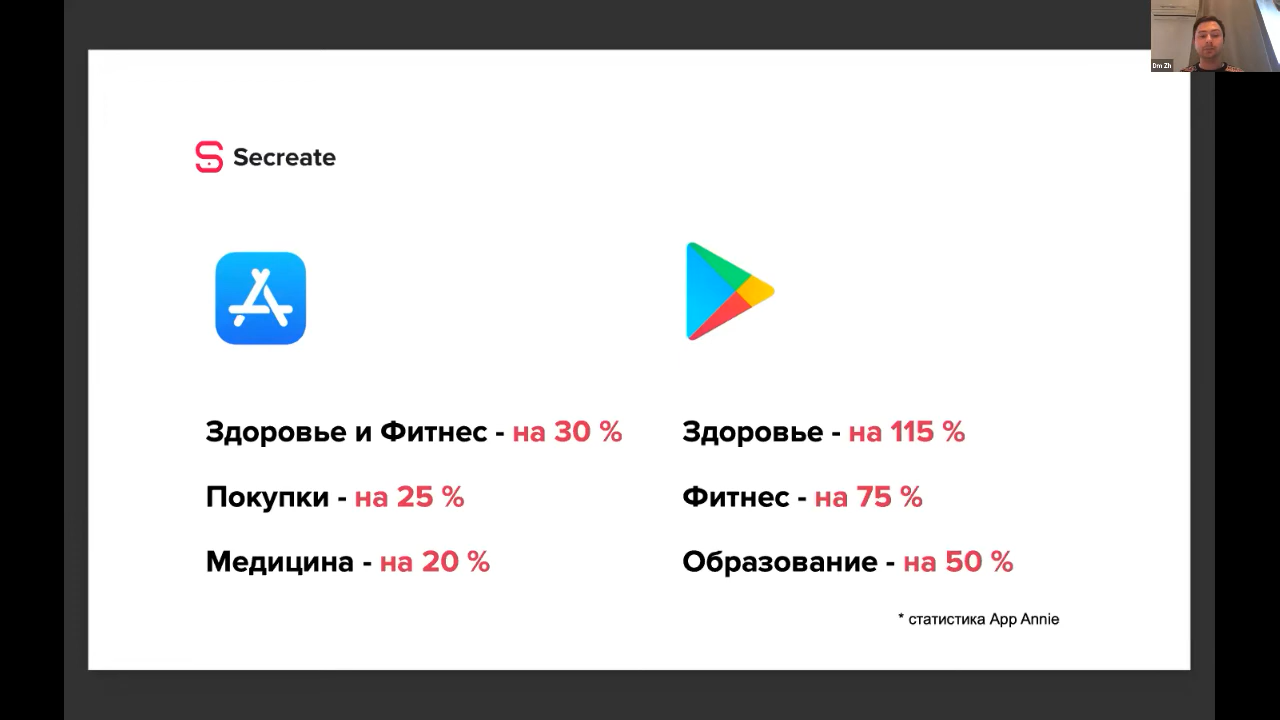 Dm Zh
Secreate
Здоровье и Фитнес - на 30 %
Покупки - на 25 %
Медицина - на 20 %
Здоровье - на 115 %
Фитнес - на 75 %
Образование - на 50 %
* статистика App Annie